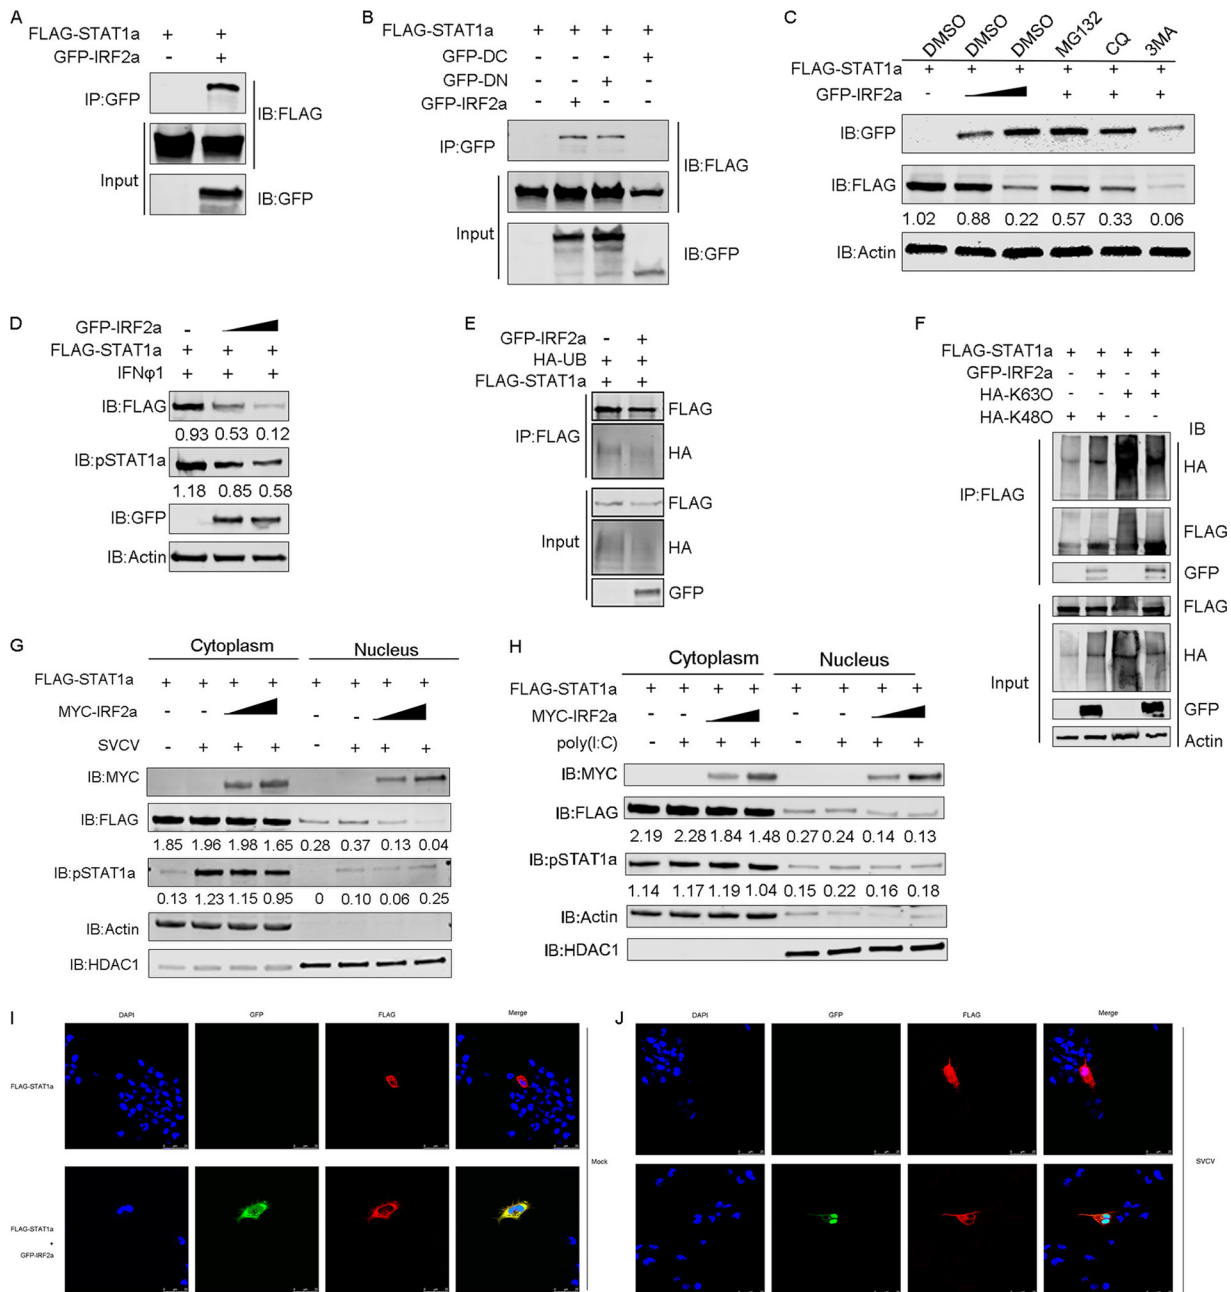 A
FLAG-STAT1a + +
GFP-IRF2a - +
IP:GFP
IB:FLAG
Input
IB:GFP
B
FLAG-STAT1a + + + +
GFP-DC - - - +
GFP-DN - - + -
GFP-IRF2a - + - -
IP:GFP
IB:FLAG
Input
IB:GFP
C
DMSO DMSO DMSO MG132 CQ 3MA
FLAG-STAT1a + + + + + +
GFP-IRF2a - + + +
IB:GFP
IB:FLAG
1.02 0.88 0.22 0.57 0.33 0.06
IB:Actin
D
GFP-IRF2a -
FLAG-STAT1a + + +
IFNφ1 + + +
IB:FLAG
0.93 0.53 0.12
IB:pSTAT1a
1.18 0.85 0.58
IB:GFP
IB:Actin
E
GFP-IRF2a - +
HA-UB + +
FLAG-STAT1a + +
FLAG
IP:FLAG
HA
FLAG
Input
HA
GFP
F
FLAG-STAT1a + + + +
GFP-IRF2a - + - +
HA-K63O - - + +
HA-K48O + + - -
IB
HA
IP:FLAG
FLAG
GFP
FLAG
HA
Input
GFP
Actin
G
Cytoplasm Nucleus
FLAG-STAT1a + + + + + + + +
MYC-IRF2a - - - -
SVCV - + + + - + + +
IB:MYC
IB:FLAG
1.85 1.96 1.98 1.65 0.28 0.37 0.13 0.04
IB:pSTAT1a
0.13 1.23 1.15 0.95 0 0.10 0.06 0.25
IB:Actin
IB:HDAC1
H
Cytoplasm Nucleus
FLAG-STAT1a + + + + + + + +
MYC-IRF2a - - - -
poly(I:C) - + + + - + + +
IB:MYC
IB:FLAG
2.19 2.28 1.84 1.48 0.27 0.24 0.14 0.13
IB:pSTAT1a
1.14 1.17 1.19 1.04 0.15 0.22 0.16 0.18
IB:Actin
IB:HDAC1
I
DAPI GFP FLAG Merge
FLAG-STAT1a
Mock
FLAG-STAT1a
+
GFP-IRF2a
J
DAPI GFP FLAG Merge
SVCV